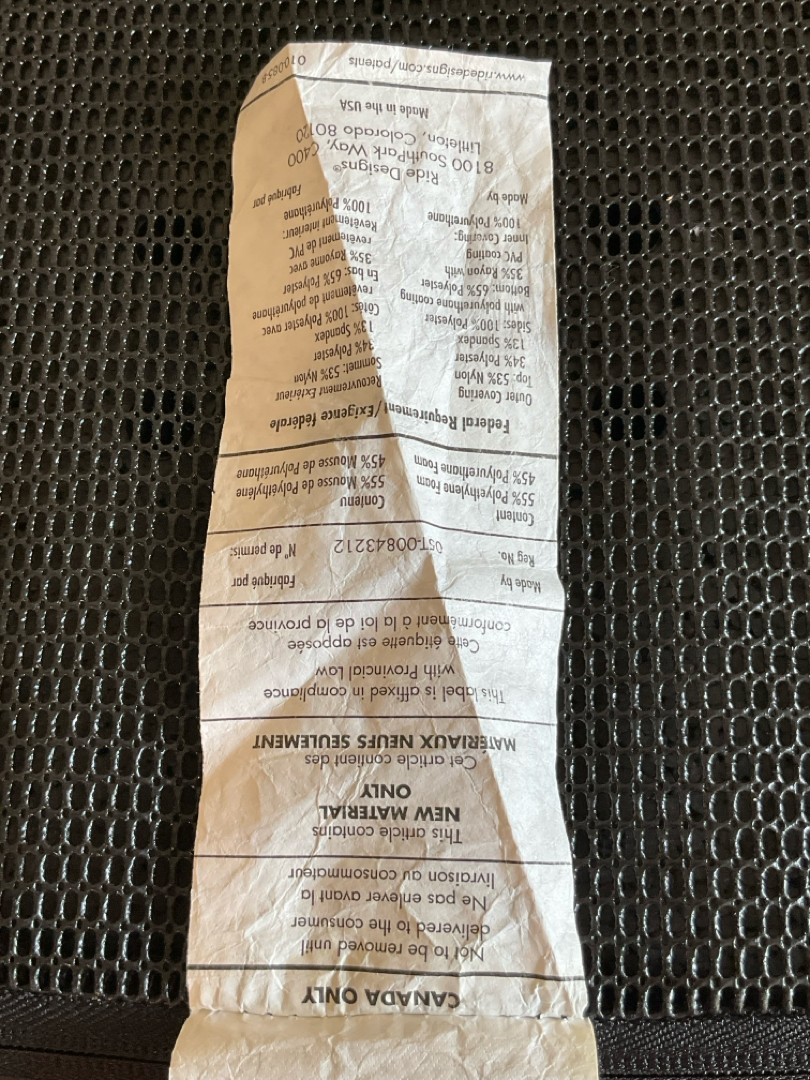 CANADA ONLY
Not to be removed until
delivered to the consumer
Ne pas enlever avant la
livraison au consommateur
This article contains
NEW MATERIAL
ONLY
Cet article contient des
MATÉRIAUX NEUFS SEULEMENT
This label is affixed in compliance
with Provincial Law
Cette étiquette est apposée
conformément à la loi de la province
Made by Fabriqué par
Reg No. OST-00843212 N° de permis:
Content Contenu
55% Polyethylene Foam 55% Mousse de Polyéthylène
45% Polyurethane Foam 45% Mousse de Polyuréthane
Federal Requirement/Exigence fédérale
Outer Covering
Top: 53% Nylon
34% Polyester
13% Spandex
Sides: 100% Polyester
with polyurethane coating
Bottom: 65% Polyester
35% Rayon with
PVC coating
Inner Covering:
100% Polyurethane
Made by
Recouvrement Extérieur
Sommet: 53% Nylon
34% Polyester
13% Spandex
Côtés: 100% Polyester avec
revêtement de polyuréthane
En bas: 65% Polyester
35% Rayonne avec
revêtement de PVC
Revêtement intérieur:
100% Polyuréthane
Fabriqué par
Ride Designs®
8100 SouthPark Way, C400
Littleton, Colorado 80120
Made in the USA
www.ridedesigns.com/patents